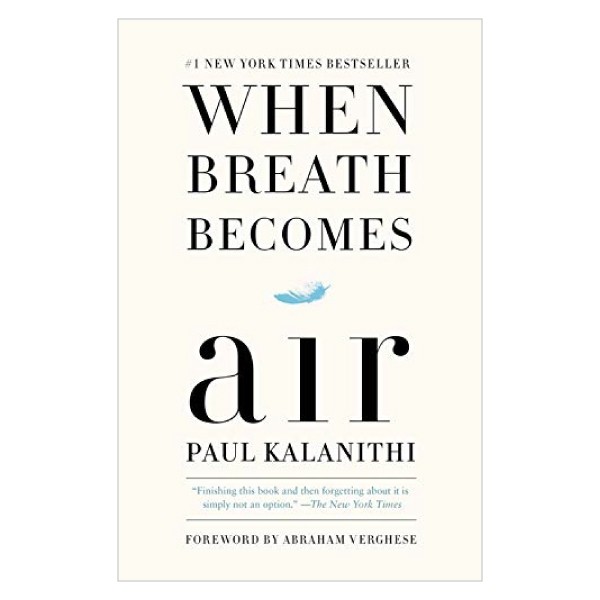 #1 NEW YORK TIMES BESTSELLER
WHEN
BREATH
BECOMES
aır
PAUL KALANITHI
“Finishing this book and then forgetting about it is
simply not an option.” —The New York Times
FOREWORD BY ABRAHAM VERGHESE